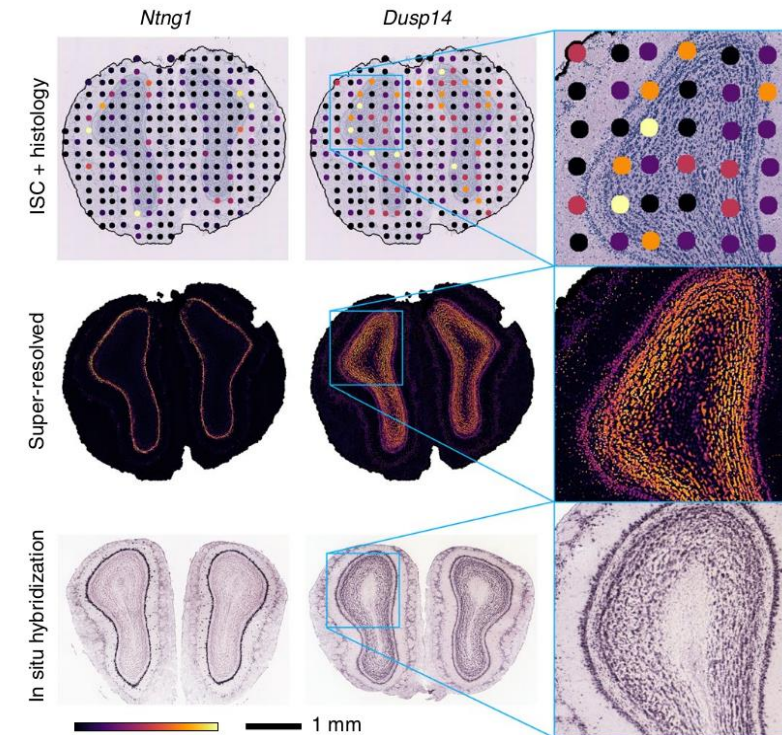 Ntng1
Dusp14
ISC + histology
Super-resolved
In situ hybridization
1 mm